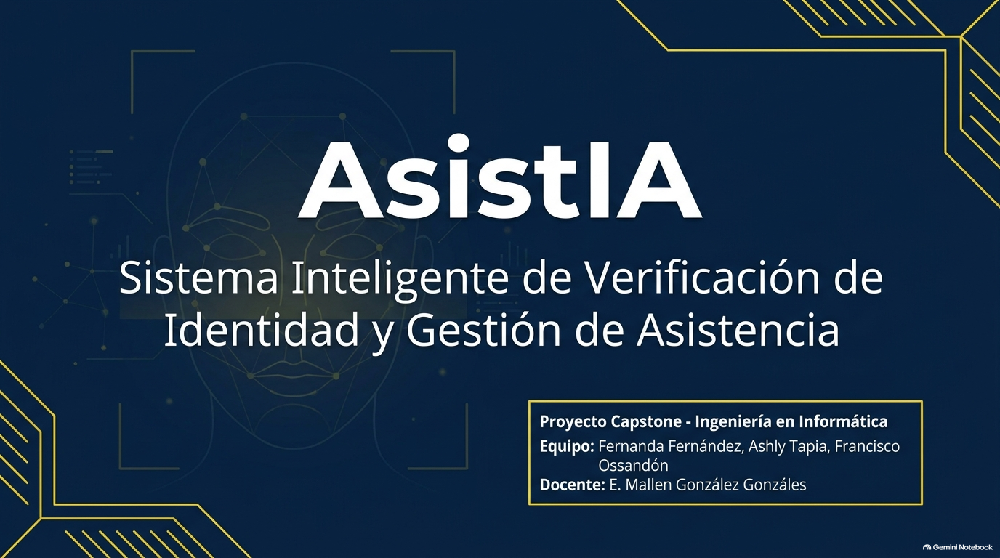 AsistIA
Sistema Inteligente de Verificación de
Identidad y Gestión de Asistencia
Proyecto Capstone - Ingeniería en Informática
Equipo: Fernanda Fernández, Ashly Tapia, Francisco
Ossandón
Docente: E. Mallen González Gonzáles
Gemini Notebook